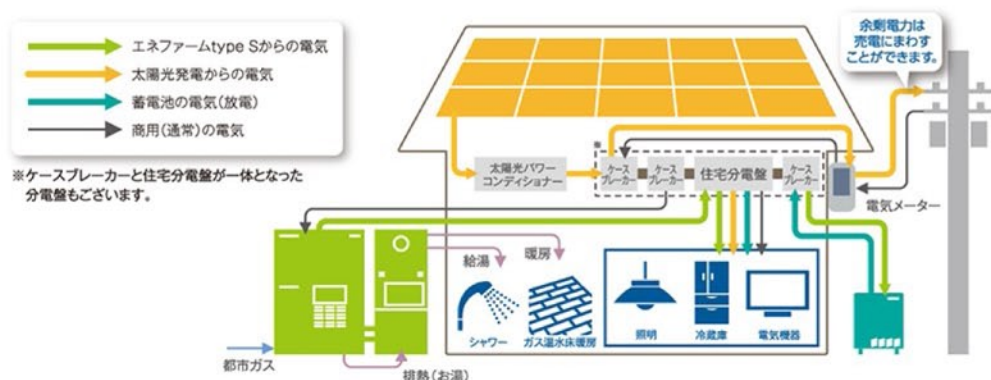 エネファームtype Sからの電気
太陽光発電からの電気
蓄電池の電気(放電)
商用(通常)の電気
※ケースブレーカーと住宅分電盤が一体となった
分電盤もございます。
余剰電力は
売電にまわす
ことができます。
※
太陽光パワー
コンディショナー
ケース
ブレーカー
ケース
ブレーカー
住宅分電盤
ケース
ブレーカー
電気メーター
給湯
暖房
シャワー
ガス温水床暖房
照明
冷蔵庫
電気機器
都市ガス
排熱(お湯)